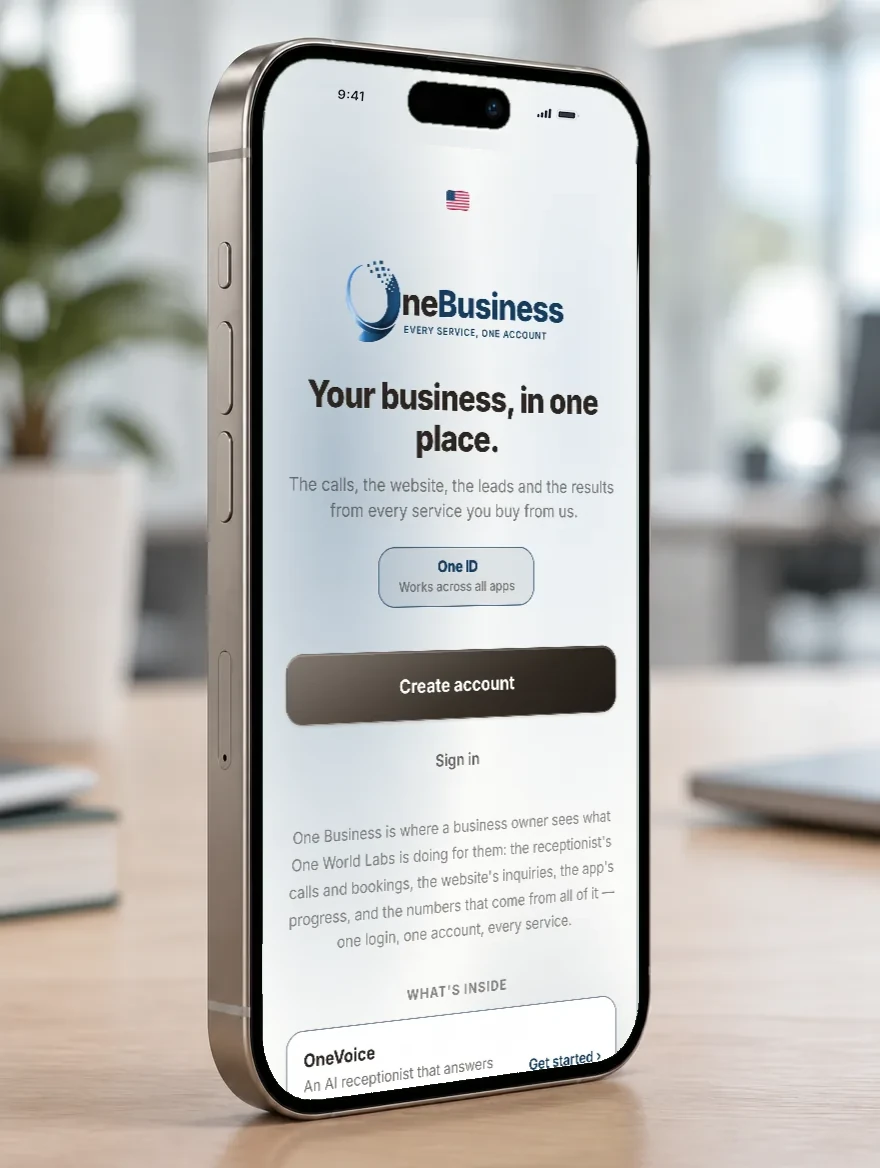 9:41
OneBusiness
EVERY SERVICE, ONE ACCOUNT
Your business, in one
place.
The calls, the website, the leads and the results
from every service you buy from us.
One ID
Works across all apps
Create account
Sign in
One Business is where a business owner sees what
One World Labs is doing for them: the receptionist's
calls and bookings, the website's inquiries, the app's
progress, and the numbers that come from all of it —
one login, one account, every service.
WHAT'S INSIDE
OneVoice
Get started ›
An AI receptionist that answers